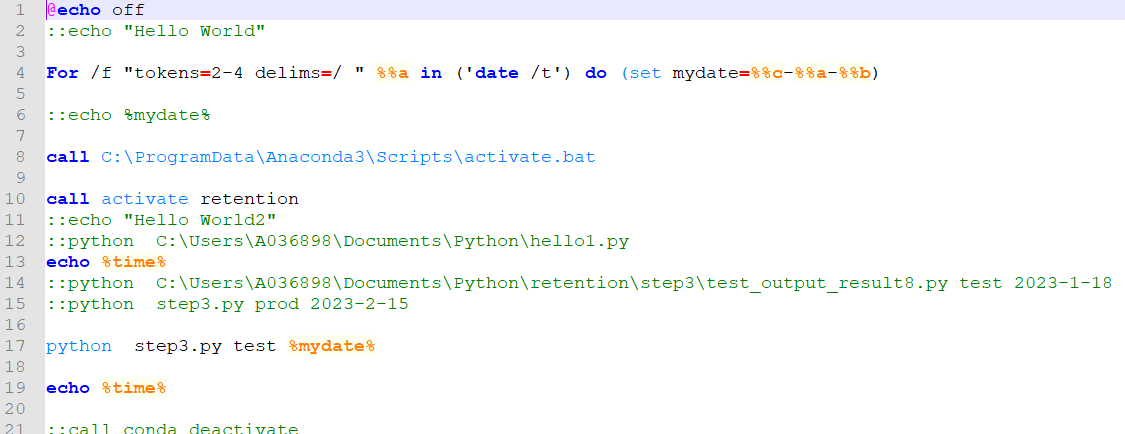 1 @echo off
2 ::echo "Hello World"
3
4 For /f "tokens=2-4 delims=/ " %%a in ('date /t') do (set mydate=%%c-%%a-%%b)
5
6 ::echo %mydate%
7
8 call C:\ProgramData\Anaconda3\Scripts\activate.bat
9
10 call activate retention
11 ::echo "Hello World2"
12 ::python  C:\Users\A036898\Documents\Python\hello1.py
13 echo %time%
14 ::python  C:\Users\A036898\Documents\Python\retention\step3\test_output_result8.py test 2023-1-18
15 ::python  step3.py prod 2023-2-15
16
17 python  step3.py test %mydate%
18
19 echo %time%
20
21 ::call conda deactivate